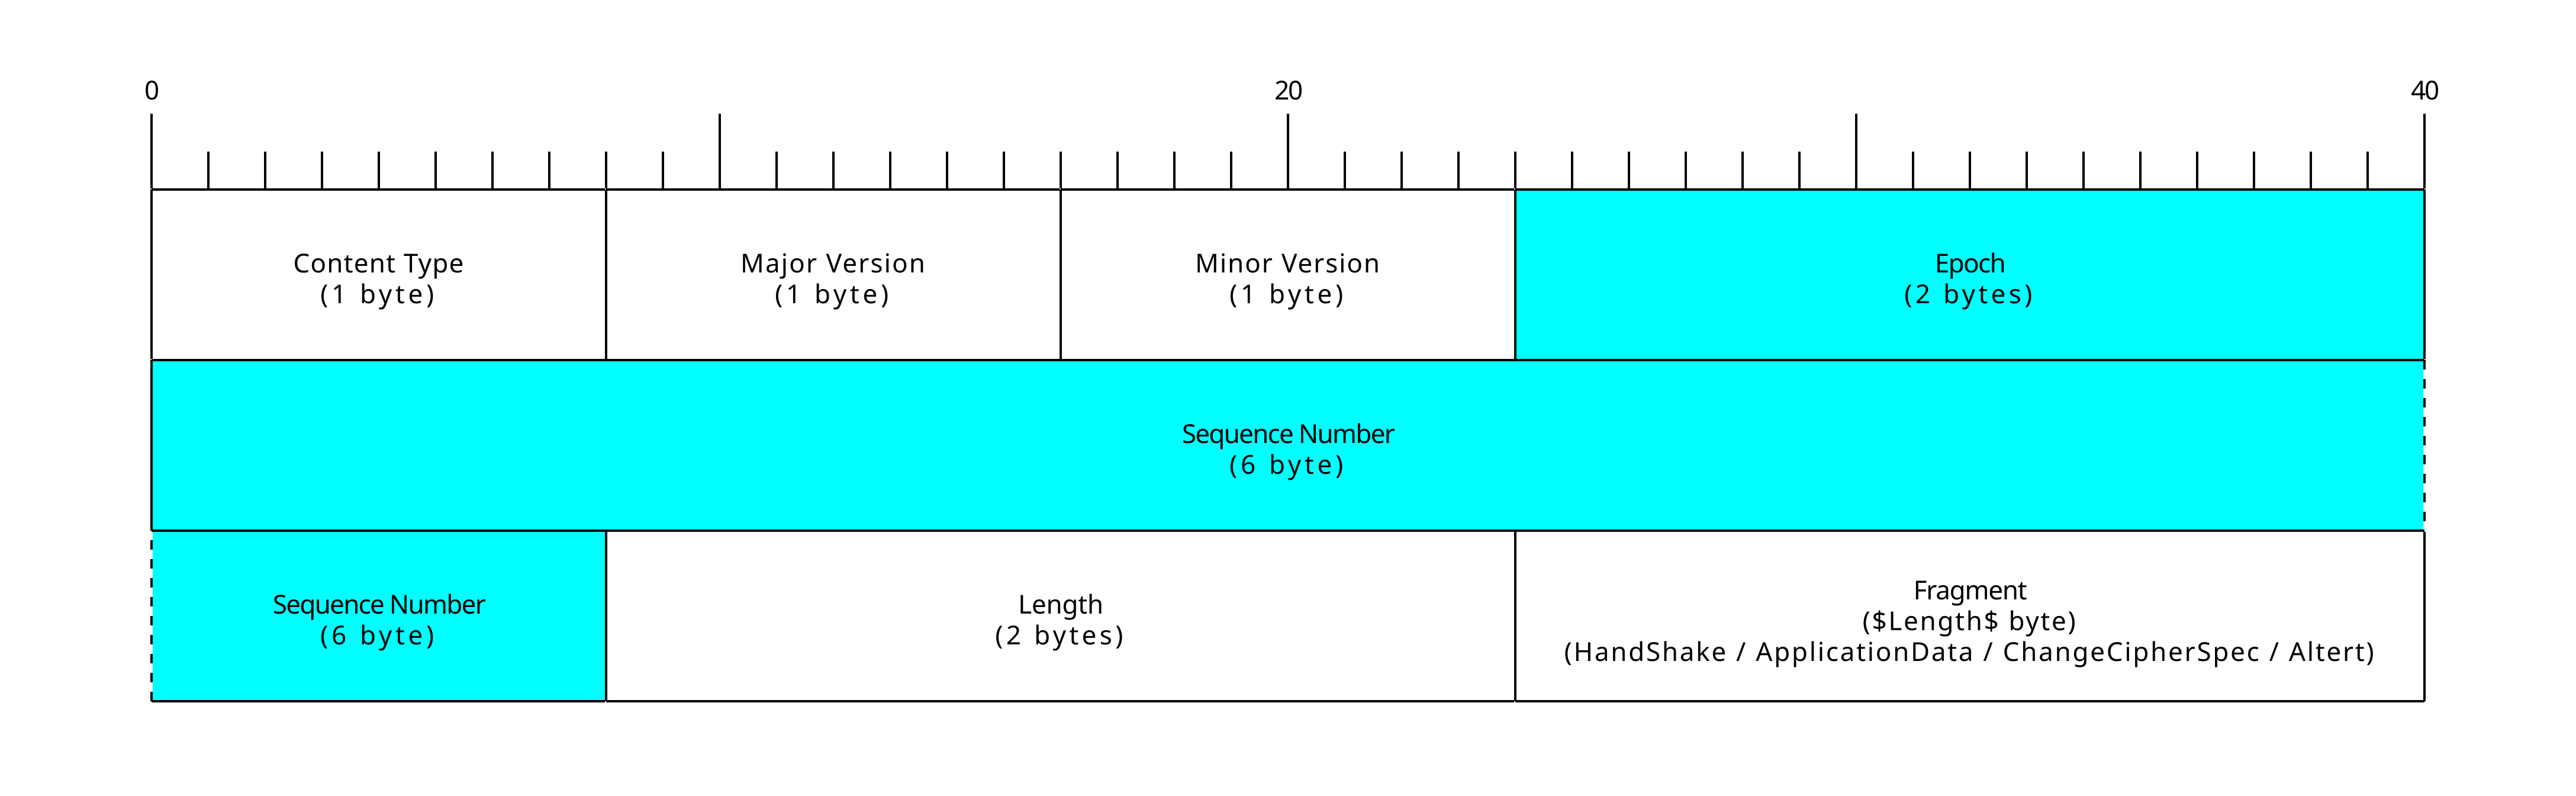 0
20
40
Content Type
(1 byte)
Major Version
(1 byte)
Minor Version
(1 byte)
Epoch
(2 bytes)
Sequence Number
(6 byte)
Sequence Number
(6 byte)
Length
(2 bytes)
Fragment
($Length$ byte)
(HandShake / ApplicationData / ChangeCipherSpec / Altert)